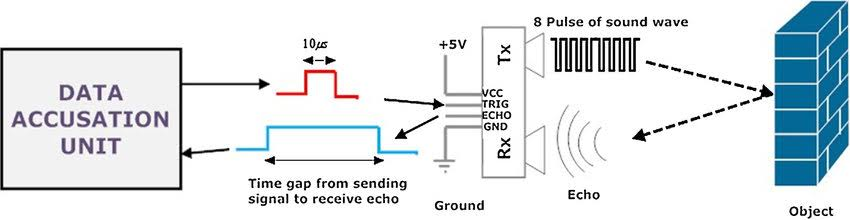 8 Pulse of sound wave
10μs
+5V
Tx
DATA
ACCUSATION
UNIT
VCC
TRIG
ECHO
GND
Rx
Time gap from sending
signal to receive echo
Ground
Echo
Object